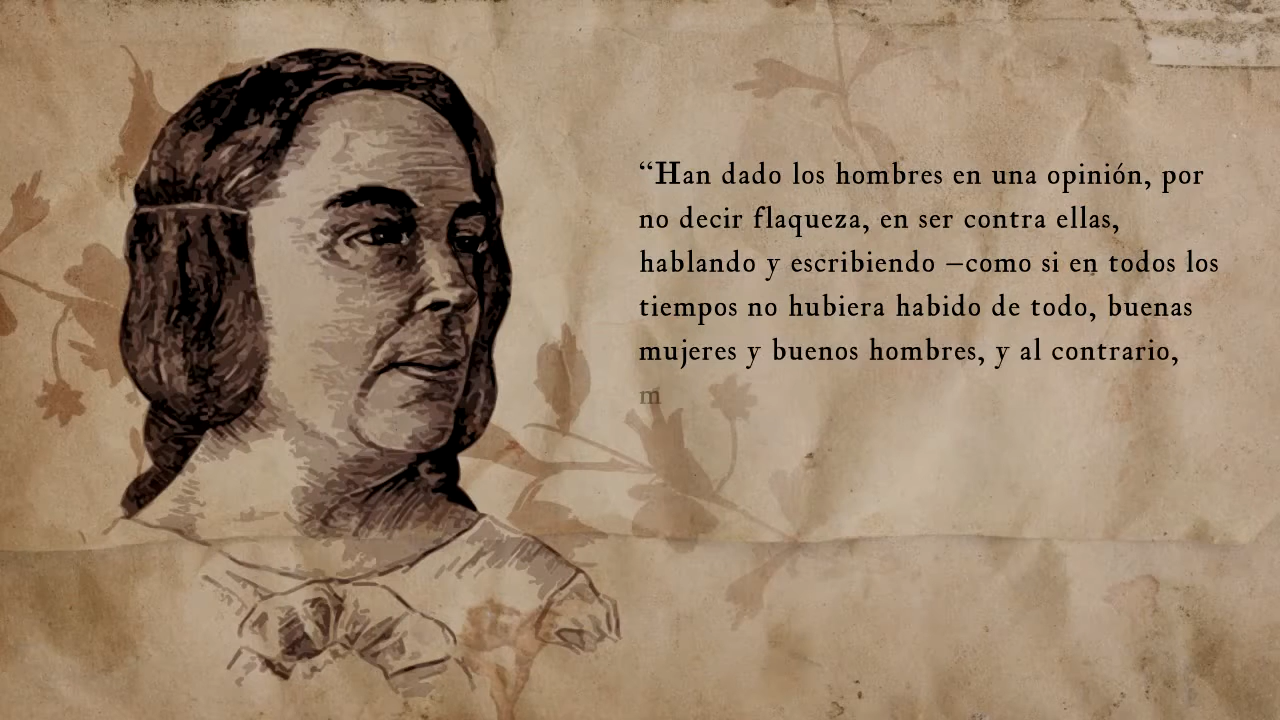 “Han dado los hombres en una opinión, por
no decir flaqueza, en ser contra ellas,
hablando y escribiendo –como si en todos los
tiempos no hubiera habido de todo, buenas
mujeres y buenos hombres, y al contrario,
m